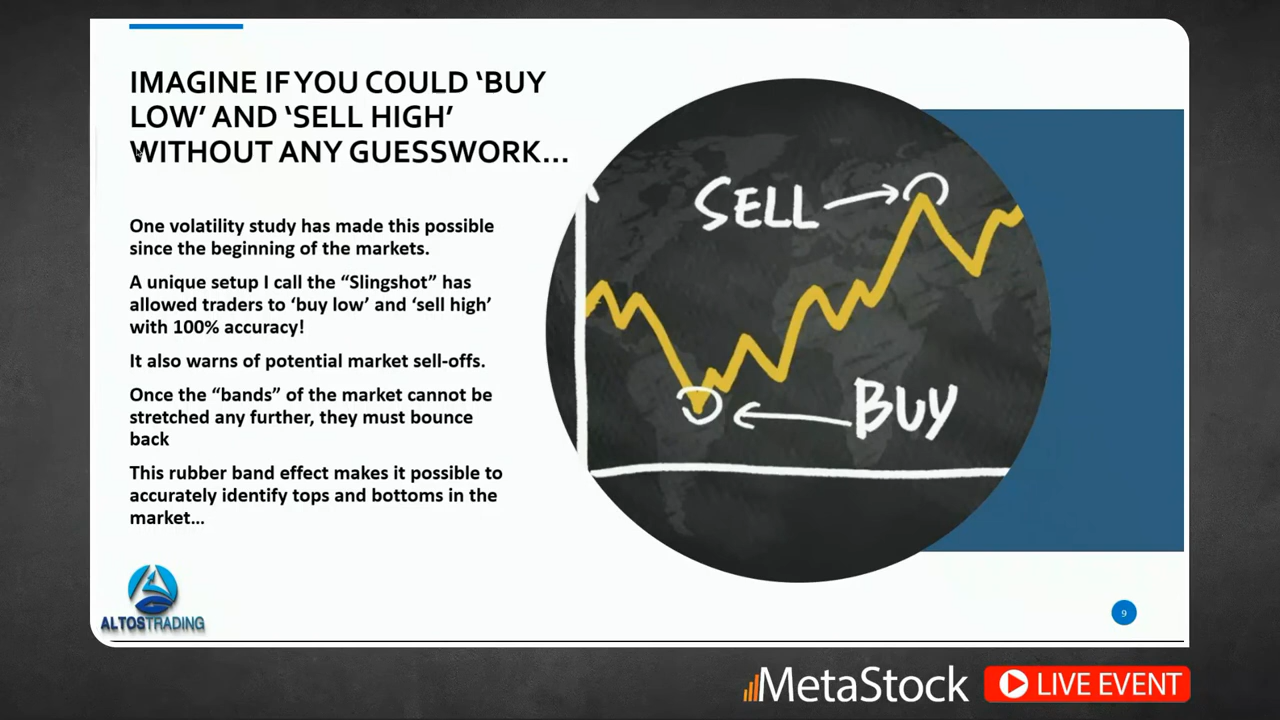 IMAGINE IF YOU COULD ‘BUY
LOW’ AND ‘SELL HIGH’
WITHOUT ANY GUESSWORK...
One volatility study has made this possible
since the beginning of the markets.
A unique setup I call the “Slingshot” has
allowed traders to ‘buy low’ and ‘sell high’
with 100% accuracy!
It also warns of potential market sell-offs.
Once the “bands” of the market cannot be
stretched any further, they must bounce
back
This rubber band effect makes it possible to
accurately identify tops and bottoms in the
market...
SELL
BUY
ALTOSTRADING
9
MetaStock
LIVE EVENT